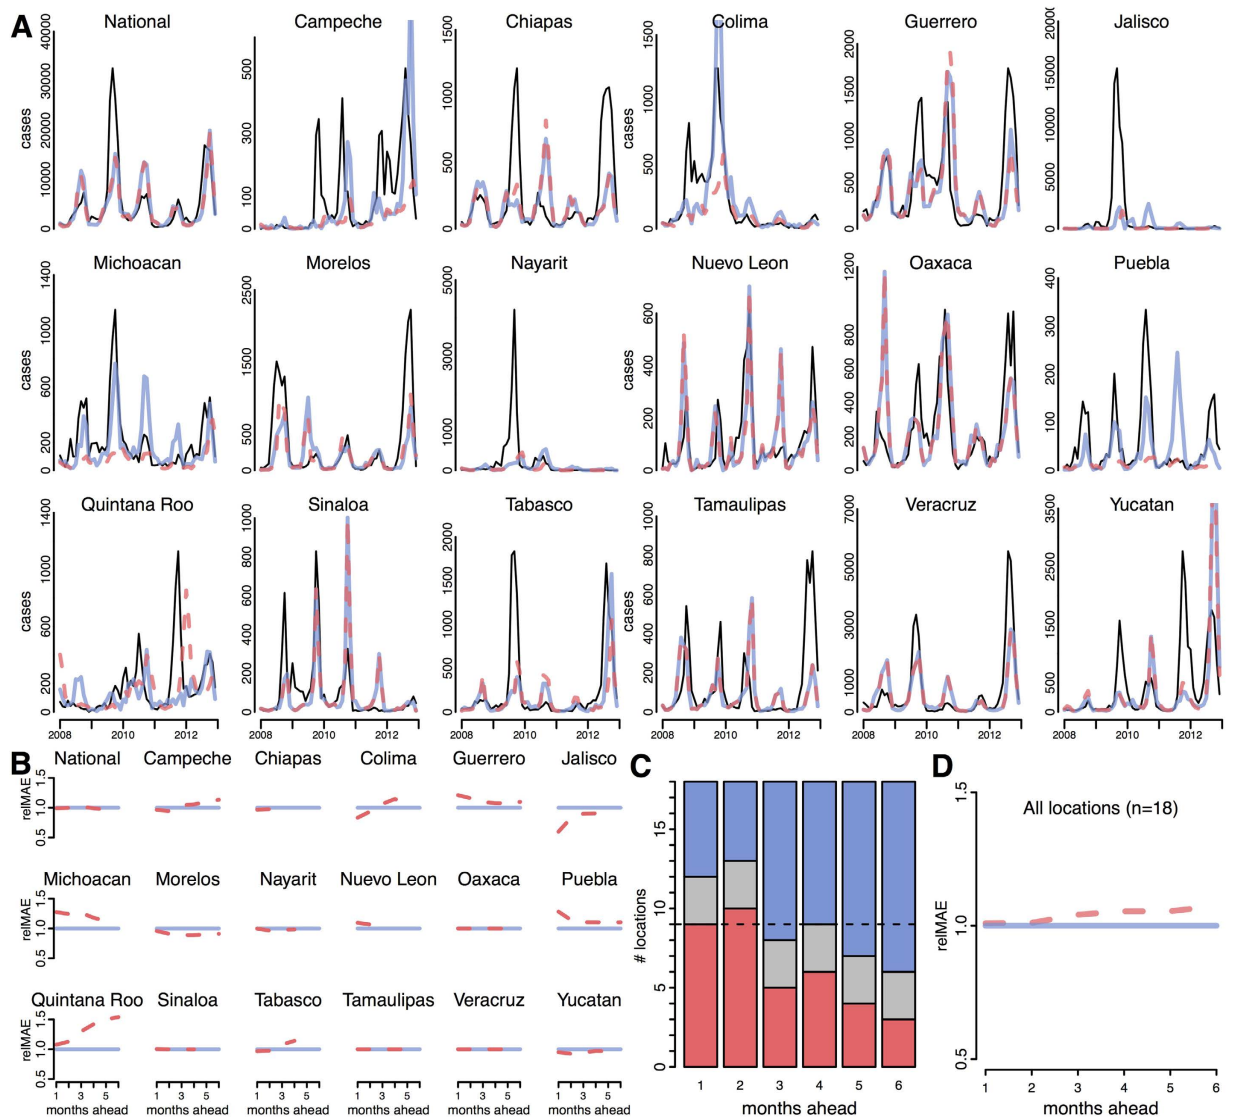 A
National Campeche Chiapas Colima Guerrero Jalisco
cases
0 10000 20000 30000 40000
100 300 500
cases
0 500 1000 1500
0 500 1000 1500
0 500 1000 1500 2000
0 5000 10000 15000 20000
Michoacan Morelos Nayarit Nuevo Leon Oaxaca Puebla
cases
0 200 600 1000 1400
0 500 1500 2500
0 1000 3000 5000
cases
0 200 400 600
0 200 400 600 800 1200
0 100 200 300 400
Quintana Roo Sinaloa Tabasco Tamaulipas Veracruz Yucatan
cases
0 200 600 1000 1400
0 200 400 600 800 1000
0 500 1000 1500 2000
cases
0 200 400 600 800 1000
0 1000 3000 5000 7000
0 500 1500 2500 3500
2008 2010 2012 2008 2010 2012 2008 2010 2012 2008 2010 2012 2008 2010 2012 2008 2010 2012
B
National Campeche Chiapas Colima Guerrero Jalisco
relMAE
0.5 1.0 1.5
Michoacan Morelos Nayarit Nuevo Leon Oaxaca Puebla
relMAE
0.5 1.0 1.5
Quintana Roo Sinaloa Tabasco Tamaulipas Veracruz Yucatan
relMAE
0.5 1.0 1.5
1 3 5 1 3 5 1 3 5 1 3 5 1 3 5 1 3 5
months ahead months ahead months ahead months ahead months ahead months ahead
C
# locations
0 5 10 15
1 2 3 4 5 6
months ahead
D
All locations (n=18)
relMAE
0.5 1.0 1.5
1 2 3 4 5 6
months ahead